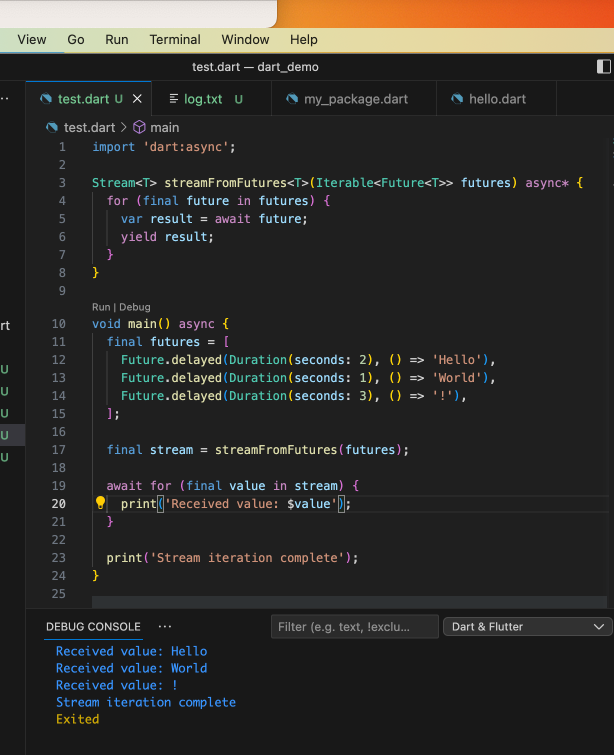 View Go Run Terminal Window Help
test.dart — dart_demo
test.dart U log.txt U my_package.dart hello.dart
test.dart > main
1 import 'dart:async';
2
3 Stream<T> streamFromFutures<T>(Iterable<Future<T>> futures) async* {
4 for (final future in futures) {
5 var result = await future;
6 yield result;
7 }
8 }
9
Run | Debug
10 void main() async {
11 final futures = [
12 Future.delayed(Duration(seconds: 2), () => 'Hello'),
13 Future.delayed(Duration(seconds: 1), () => 'World'),
14 Future.delayed(Duration(seconds: 3), () => '!'),
15 ];
16
17 final stream = streamFromFutures(futures);
18
19 await for (final value in stream) {
20 print('Received value: $value');
21 }
22
23 print('Stream iteration complete');
24 }
25
rt
U
U
U
U
U
DEBUG CONSOLE ··· Filter (e.g. text, !exclu... Dart & Flutter
Received value: Hello
Received value: World
Received value: !
Stream iteration complete
Exited